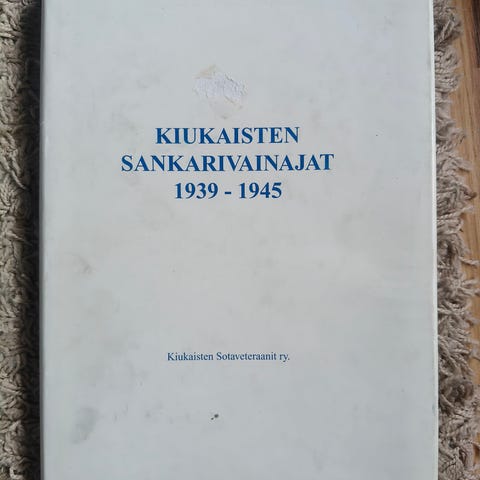 KIUKAISTEN
SANKARIVAINAJAT
1939 - 1945
Kiukaisten Sotaveteraanit ry.